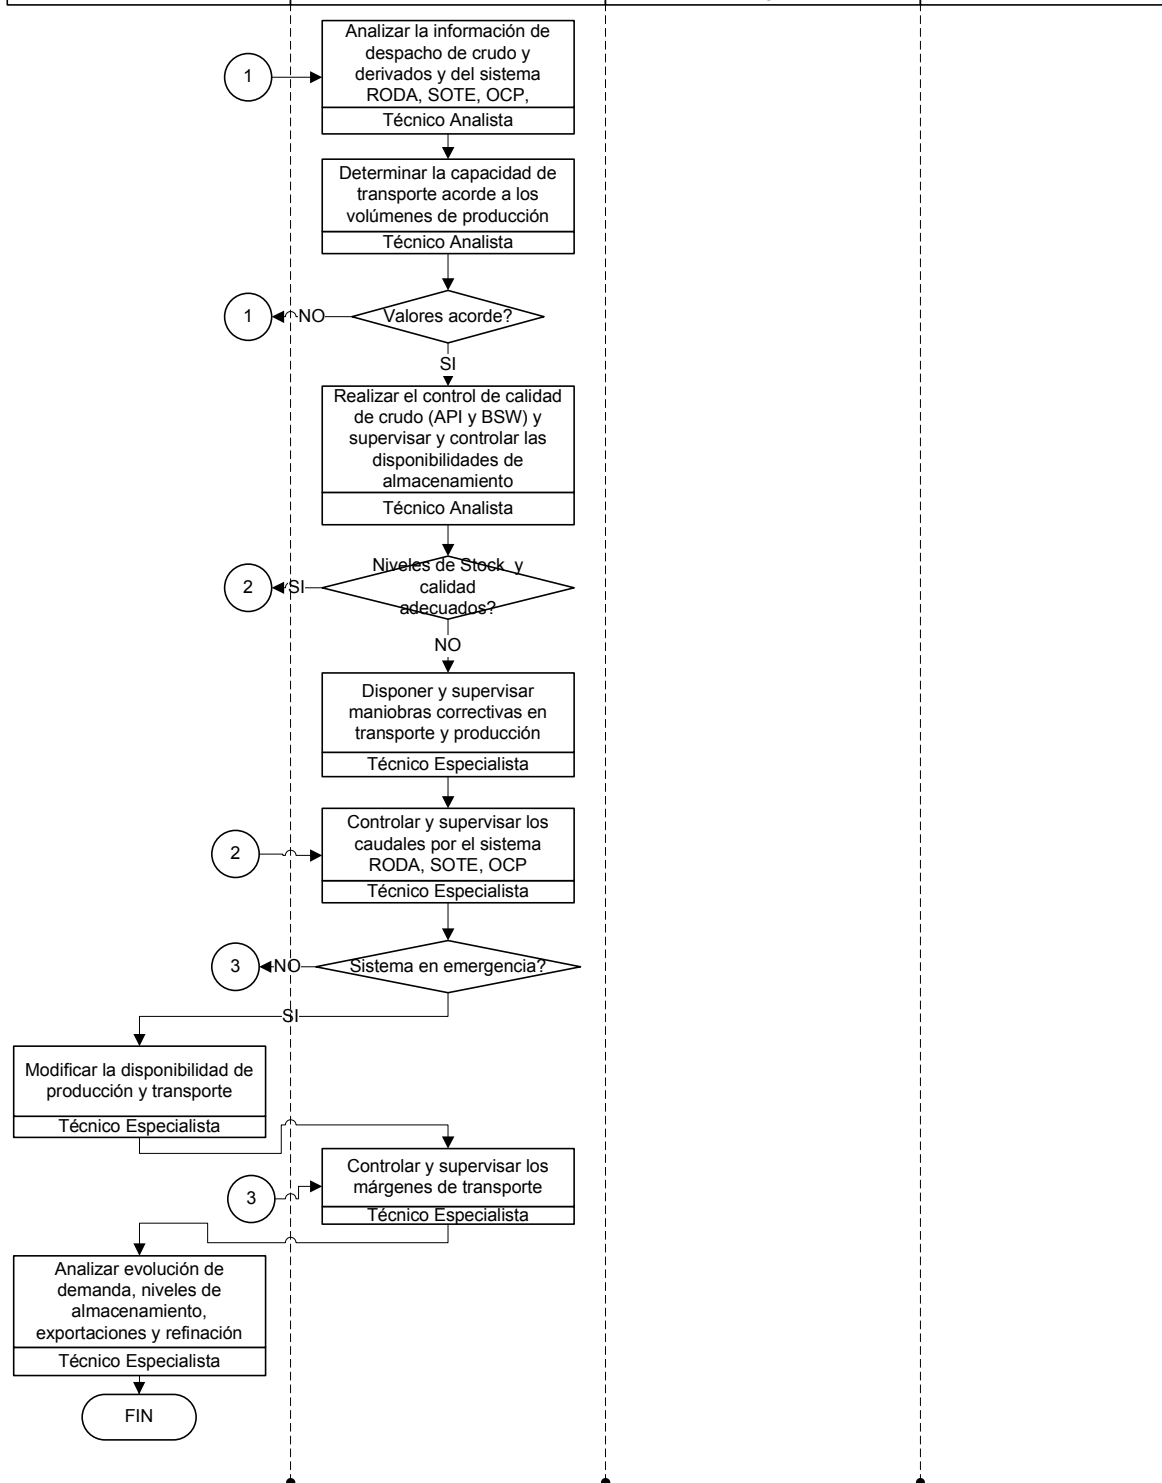 Analizar la información de
despacho de crudo y
derivados y del sistema
RODA, SOTE, OCP,
1
Técnico Analista
Determinar la capacidad de
transporte acorde a los
volúmenes de producción
Técnico Analista
1
NO
Valores acorde?
SI
Realizar el control de calidad
de crudo (API y BSW) y
supervisar y controlar las
disponibilidades de
almacenamiento
Técnico Analista
2
SI
Niveles de Stock y
calidad
adecuados?
NO
Disponer y supervisar
maniobras correctivas en
transporte y producción
Técnico Especialista
2
Controlar y supervisar los
caudales por el sistema
RODA, SOTE, OCP
Técnico Especialista
3
NO
Sistema en emergencia?
SI
Modificar la disponibilidad de
producción y transporte
Técnico Especialista
3
Controlar y supervisar los
márgenes de transporte
Técnico Especialista
Analizar evolución de
demanda, niveles de
almacenamiento,
exportaciones y refinación
Técnico Especialista
FIN